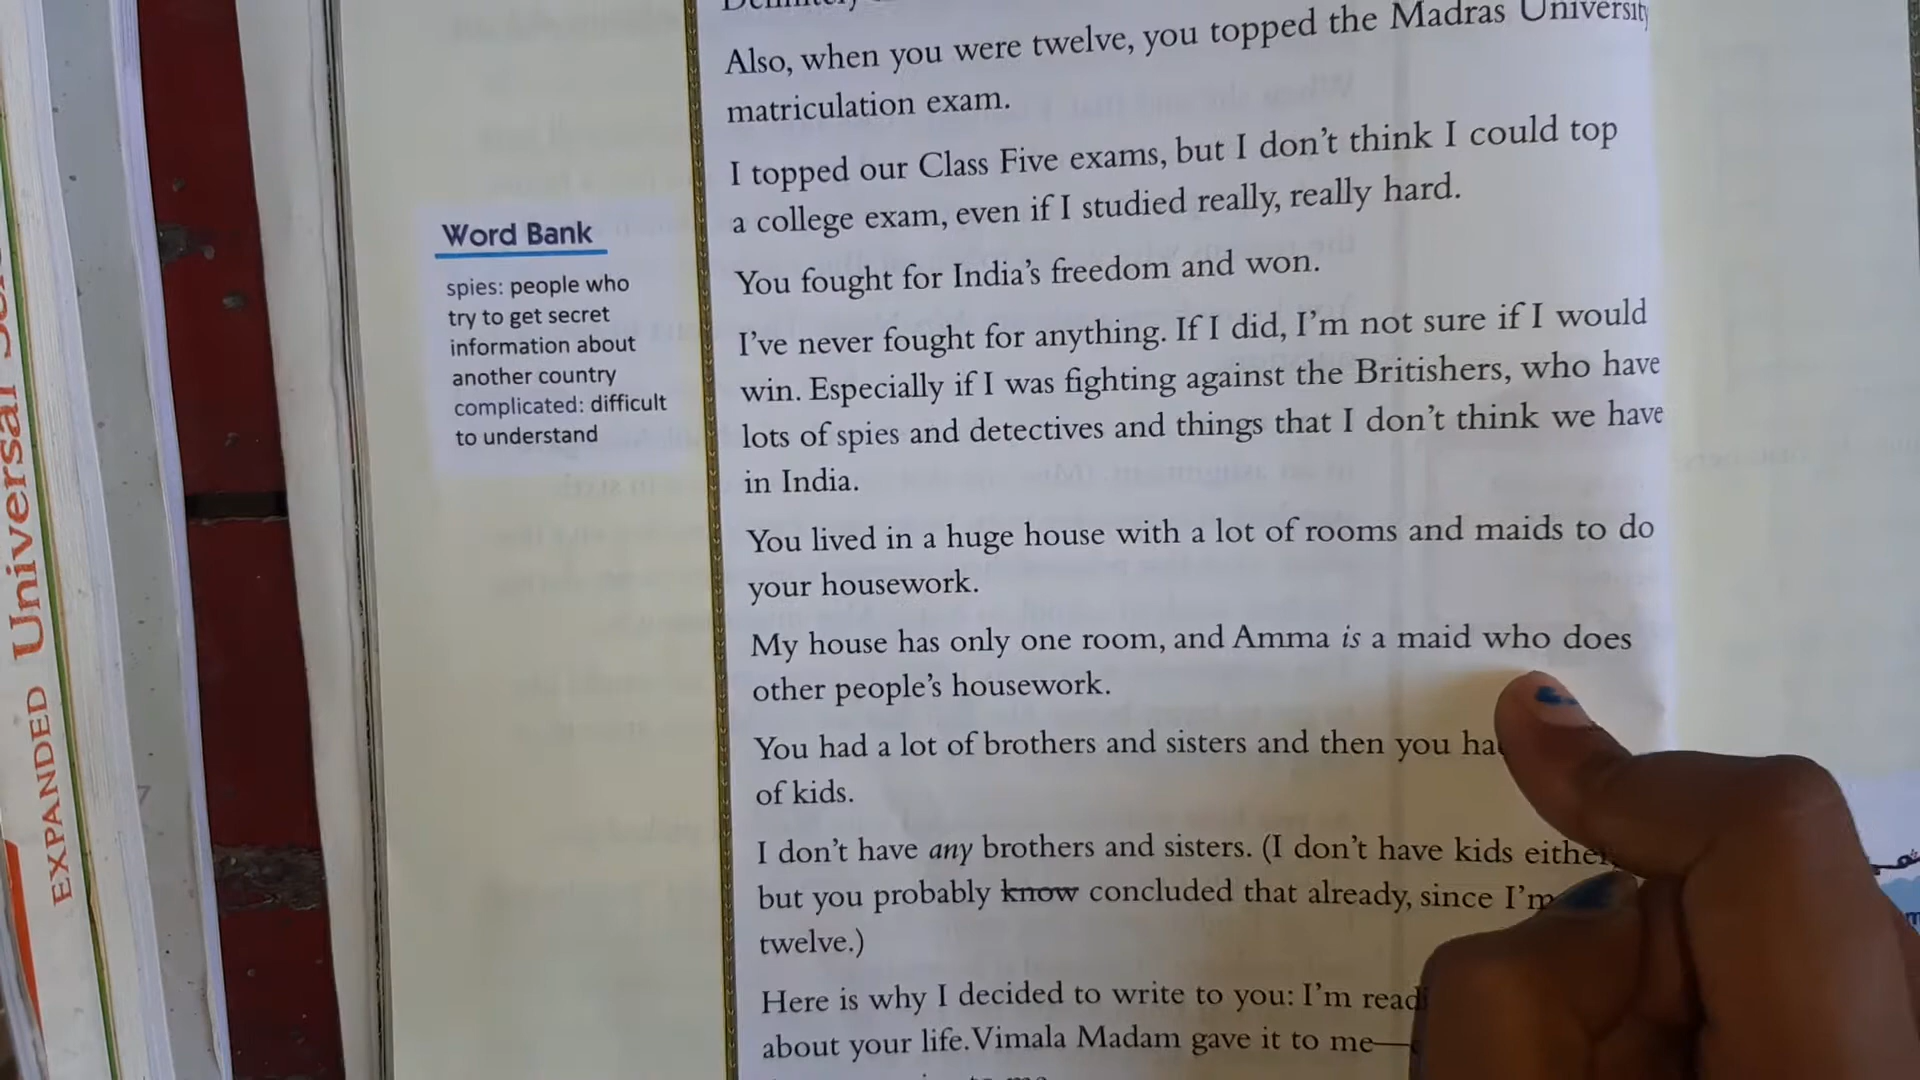 EXPANDED Universal
Word Bank
spies: people who
try to get secret
information about
another country
complicated: difficult
to understand
Also, when you were twelve, you topped the Madras University
matriculation exam.
I topped our Class Five exams, but I don't think I could top
a college exam, even if I studied really, really hard.
You fought for India's freedom and won.
I've never fought for anything. If I did, I'm not sure if I would
win. Especially if I was fighting against the Britishers, who have
lots of spies and detectives and things that I don't think we have
in India.
You lived in a huge house with a lot of rooms and maids to do
your housework.
My house has only one room, and Amma is a maid who does
other people's housework.
You had a lot of brothers and sisters and then you
of kids.
I don't have any brothers and sisters. (I don't have kids either,
but you probably know concluded that already, since I'm
twelve.)
Here is why I decided to write to you: I'm
about your life. Vimala Madam gave it to me—